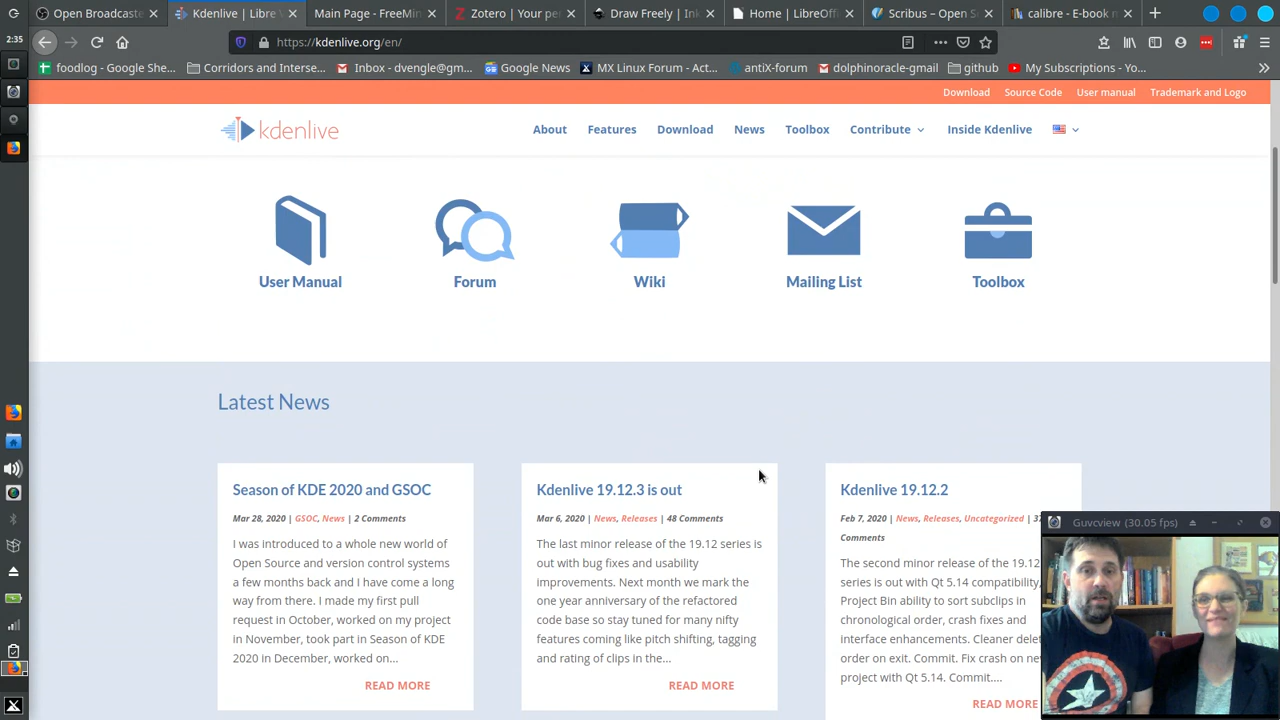 Open Broadcaste
Kdenlive | Libre V
Main Page - FreeMin
Zotero | Your pe
Draw Freely | Ink
Home | LibreOffi
Scribus – Open S
calibre - E-book m
2:35
https://kdenlive.org/en/
foodlog - Google She...
Corridors and Interse...
Inbox - dvengle@gm...
Google News
MX Linux Forum - Act...
antiX-forum
dolphinoracle-gmail
github
My Subscriptions - Yo...
Download
Source Code
User manual
Trademark and Logo
kdenlive
About
Features
Download
News
Toolbox
Contribute
Inside Kdenlive
User Manual
Forum
Wiki
Mailing List
Toolbox
Latest News
Season of KDE 2020 and GSOC
Mar 28, 2020 | GSOC, News | 2 Comments
I was introduced to a whole new world of
Open Source and version control systems
a few months back and I have come a long
way from there. I made my first pull
request in October, worked on my project
in November, took part in Season of KDE
2020 in December, worked on...
READ MORE
Kdenlive 19.12.3 is out
Mar 6, 2020 | News, Releases | 48 Comments
The last minor release of the 19.12 series is
out with bug fixes and usability
improvements. Next month we mark the
one year anniversary of the refactored
code base so stay tuned for many nifty
features coming like pitch shifting, tagging
and rating of clips in the...
READ MORE
Kdenlive 19.12.2
Feb 7, 2020 | News, Releases, Uncategorized | 37
Comments
The second minor release of the 19.12
series is out with Qt 5.14 compatibility,
Project Bin ability to sort subclips in
chronological order, crash fixes and
interface enhancements. Cleaner delet
order on exit. Commit. Fix crash on new
project with Qt 5.14. Commit....
READ MORE
Guvcview (30.05 fps)